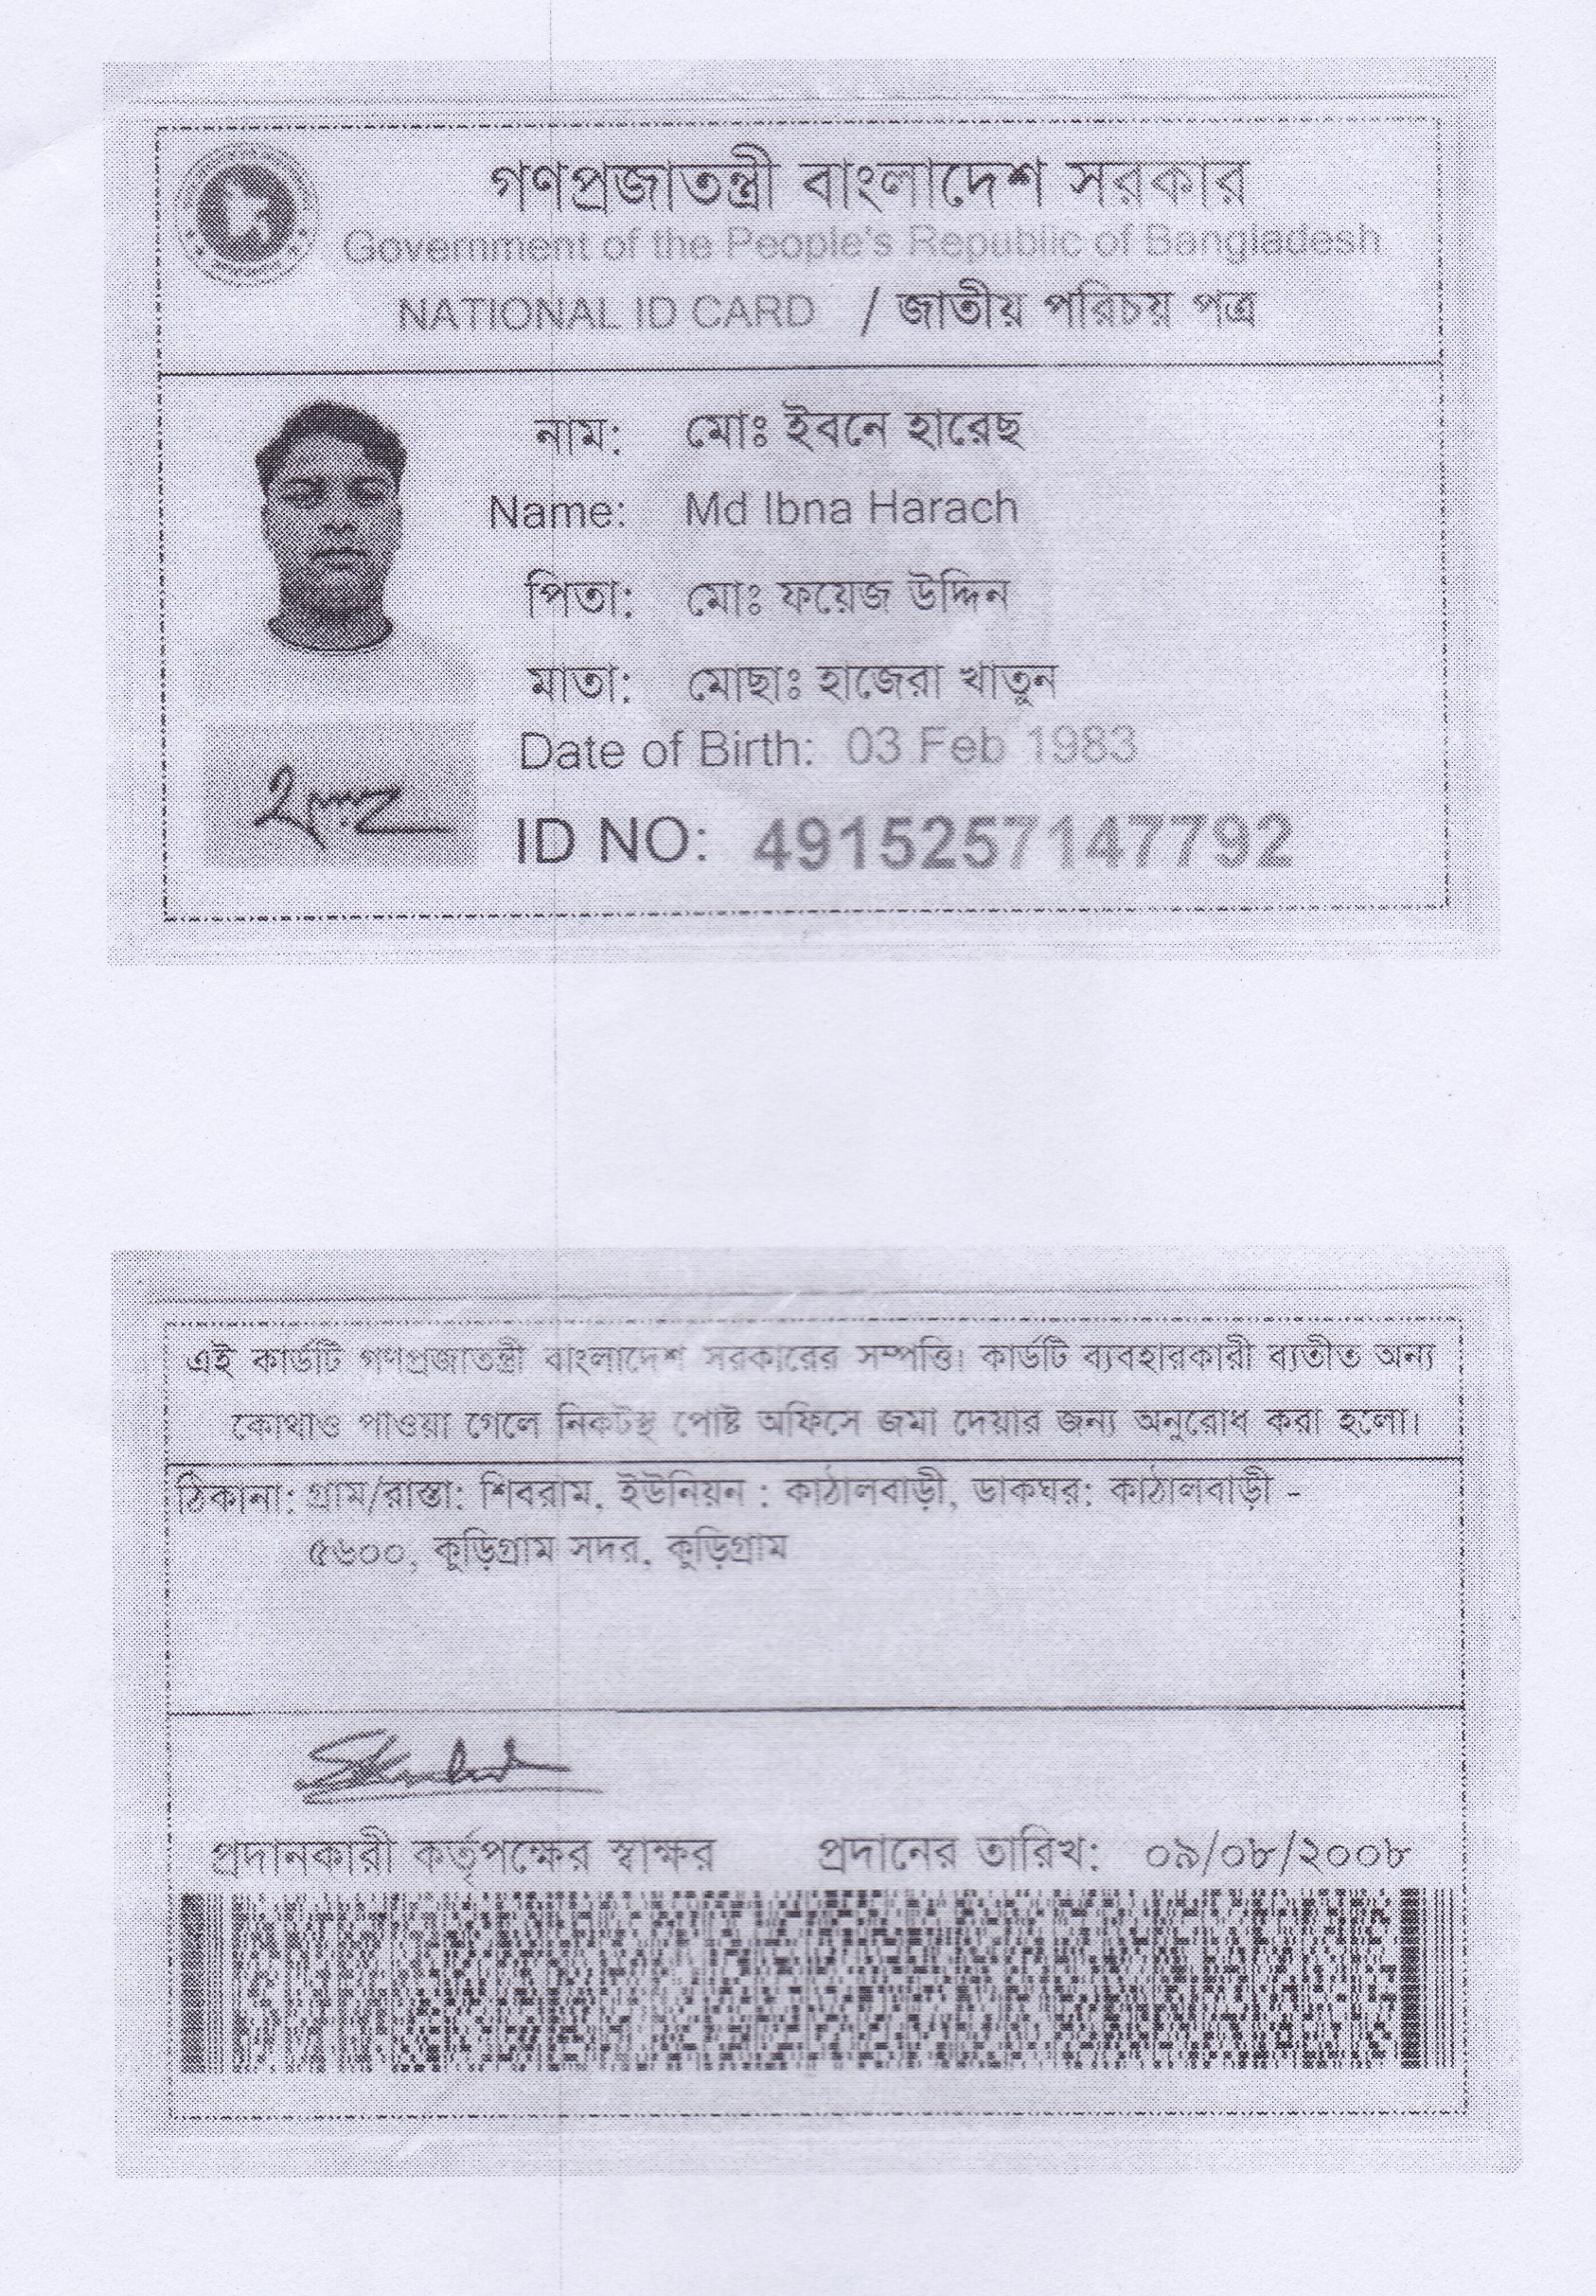 গণপ্রজাতন্ত্রী বাংলাদেশ সরকার
Government of the People's Republic of Bangladesh
NATIONAL ID CARD / জাতীয় পরিচয় পত্র
নাম: মোঃ ইবনে হারেছ
Name: Md Ibna Harach
পিতা: মোঃ ফয়েজ উদ্দিন
মাতা: মোছাঃ হাজেরা খাতুন
Date of Birth: 03 Feb 1983
ID NO: 4915257147792
এই কার্ডটি গণপ্রজাতন্ত্রী বাংলাদেশ সরকারের সম্পত্তি। কার্ডটি ব্যবহারকারী ব্যতীত অন্য
কোথাও পাওয়া গেলে নিকটস্থ পোষ্ট অফিসে জমা দেয়ার জন্য অনুরোধ করা হলো।
ঠিকানা: গ্রাম/রাস্তা: শিবরাম, ইউনিয়ন : কাঠালবাড়ী, ডাকঘর: কাঠালবাড়ী -
৫৬০০, কুড়িগ্রাম সদর, কুড়িগ্রাম
প্রদানকারী কর্তৃপক্ষের স্বাক্ষর প্রদানের তারিখ: ০৯/০৮/২০০৮